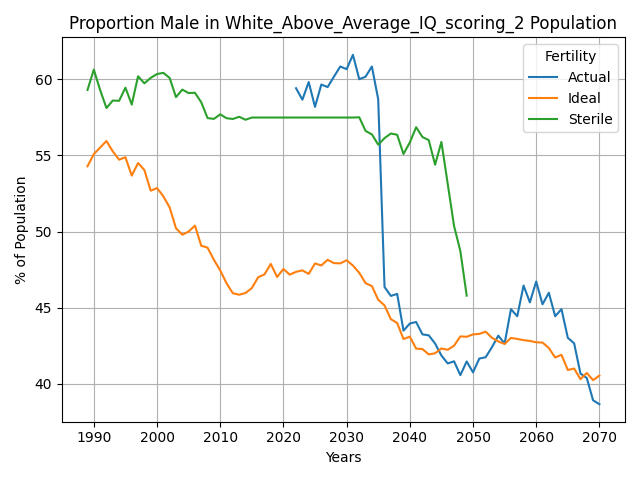 Proportion Male in White_Above_Average_IQ_scoring_2 Population
Fertility
Actual
Ideal
Sterile
% of Population
60
55
50
45
40
1990 2000 2010 2020 2030 2040 2050 2060 2070
Years